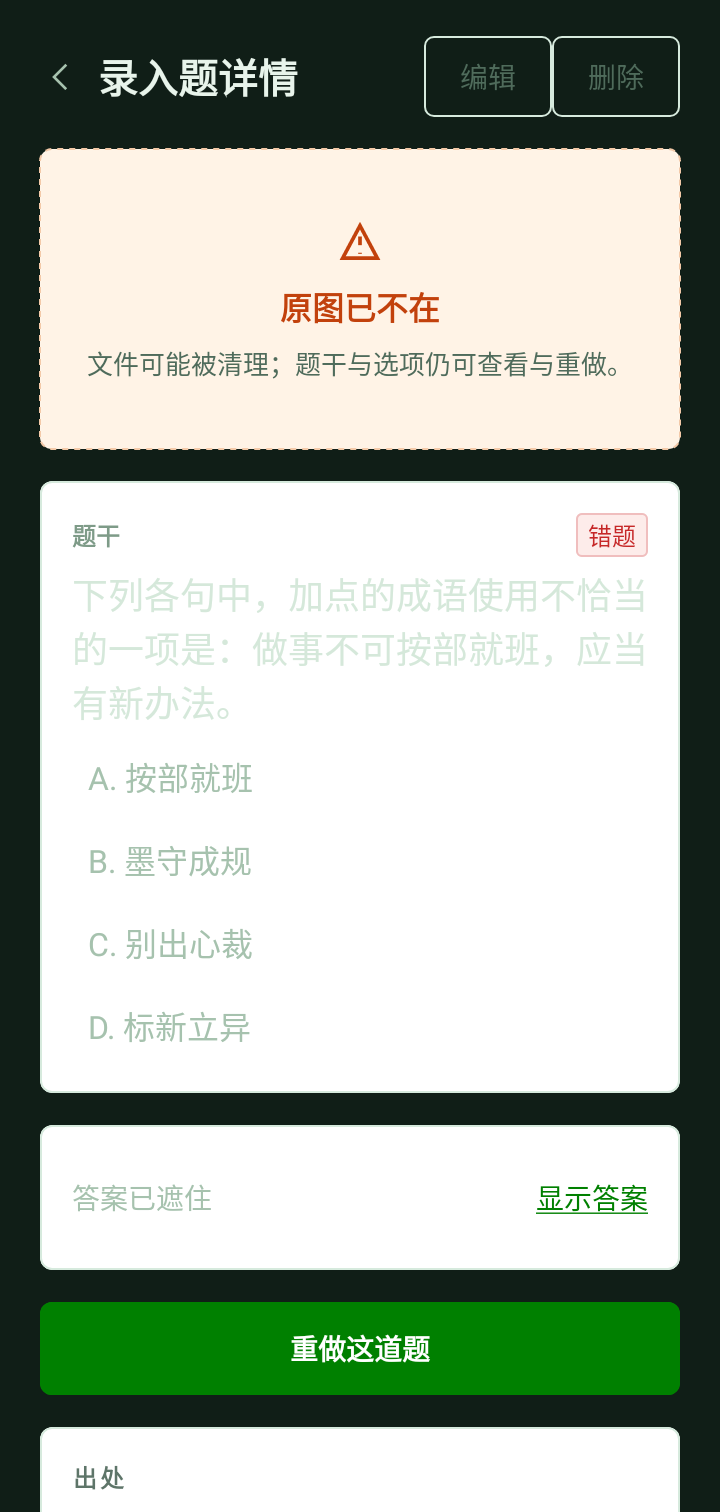 录入题详情
编辑
删除
原图已不在
文件可能被清理；题干与选项仍可查看与重做。
题干
错题
下列各句中，加点的成语使用不恰当
的一项是：做事不可按部就班，应当
有新办法。
A. 按部就班
B. 墨守成规
C. 别出心裁
D. 标新立异
答案已遮住
显示答案
重做这道题
出处